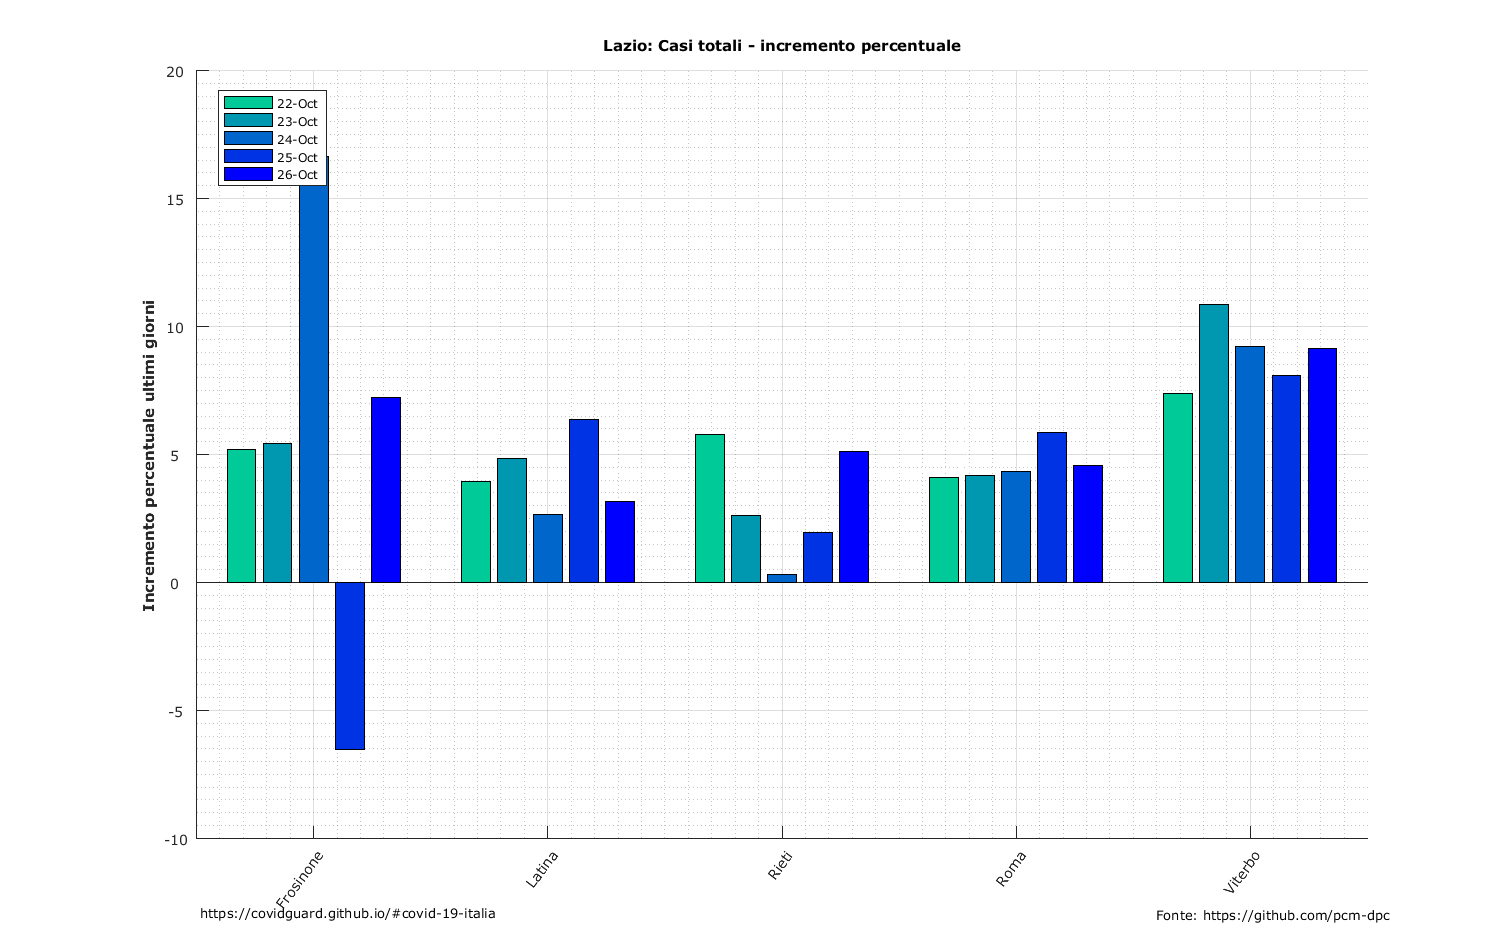 Lazio: Casi totali - incremento percentuale
20
15
10
5
0
-5
-10
Incremento percentuale ultimi giorni
22-Oct
23-Oct
24-Oct
25-Oct
26-Oct
Frosinone
Latina
Rieti
Roma
Viterbo
https://covidguard.github.io/#covid-19-italia
Fonte: https://github.com/pcm-dpc